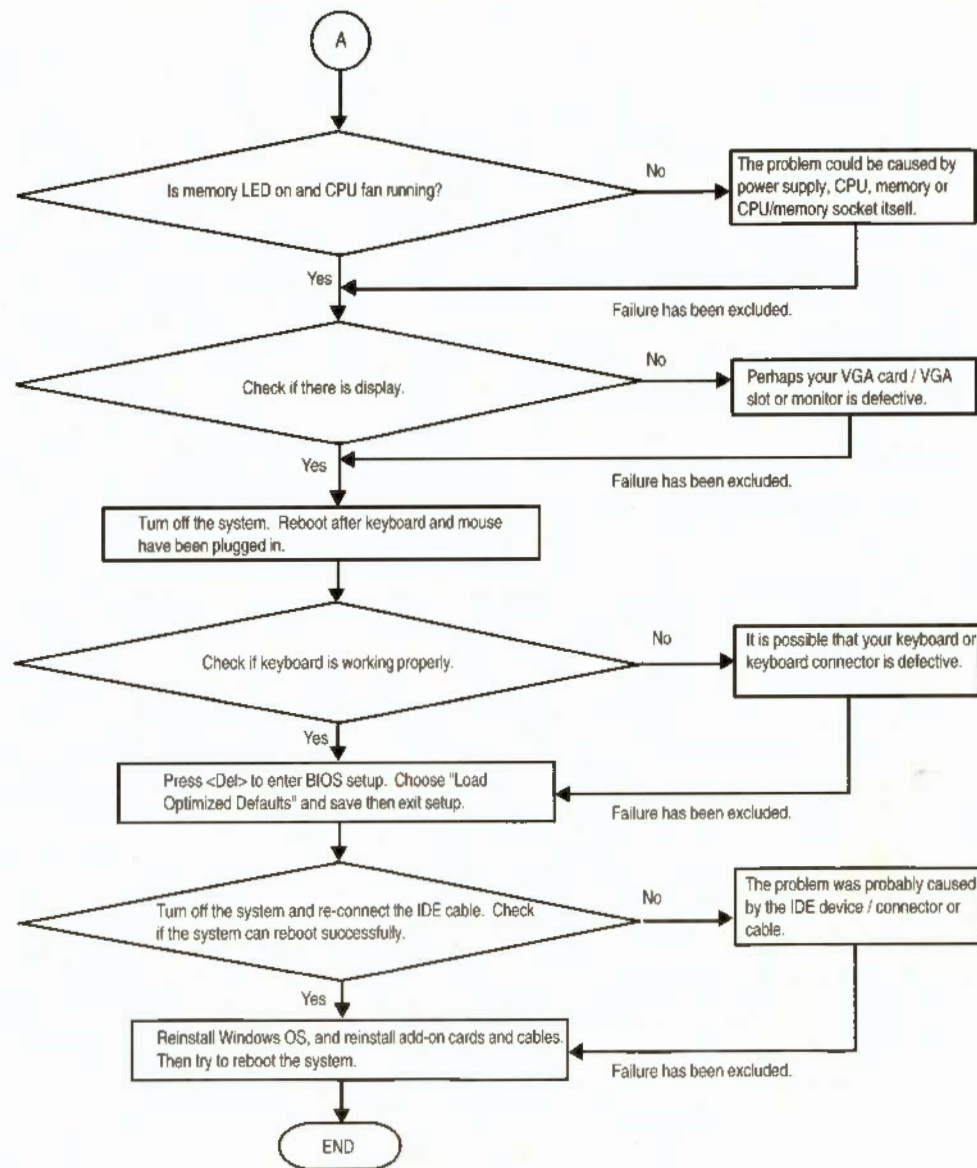 A
Is memory LED on and CPU fan running?
No
The problem could be caused by
power supply, CPU, memory or
CPU/memory socket itself.
Yes
Failure has been excluded.
Check if there is display.
No
Perhaps your VGA card / VGA
slot or monitor is defective.
Yes
Failure has been excluded.
Turn off the system. Reboot after keyboard and mouse
have been plugged in.
Check if keyboard is working properly.
No
It is possible that your keyboard or
keyboard connector is defective.
Yes
Press <Del> to enter BIOS setup. Choose "Load
Optimized Defaults" and save then exit setup.
Failure has been excluded.
Turn off the system and re-connect the IDE cable. Check
if the system can reboot successfully.
No
The problem was probably caused
by the IDE device / connector or
cable.
Yes
Reinstall Windows OS, and reinstall add-on cards and cables.
Then try to reboot the system.
Failure has been excluded.
END